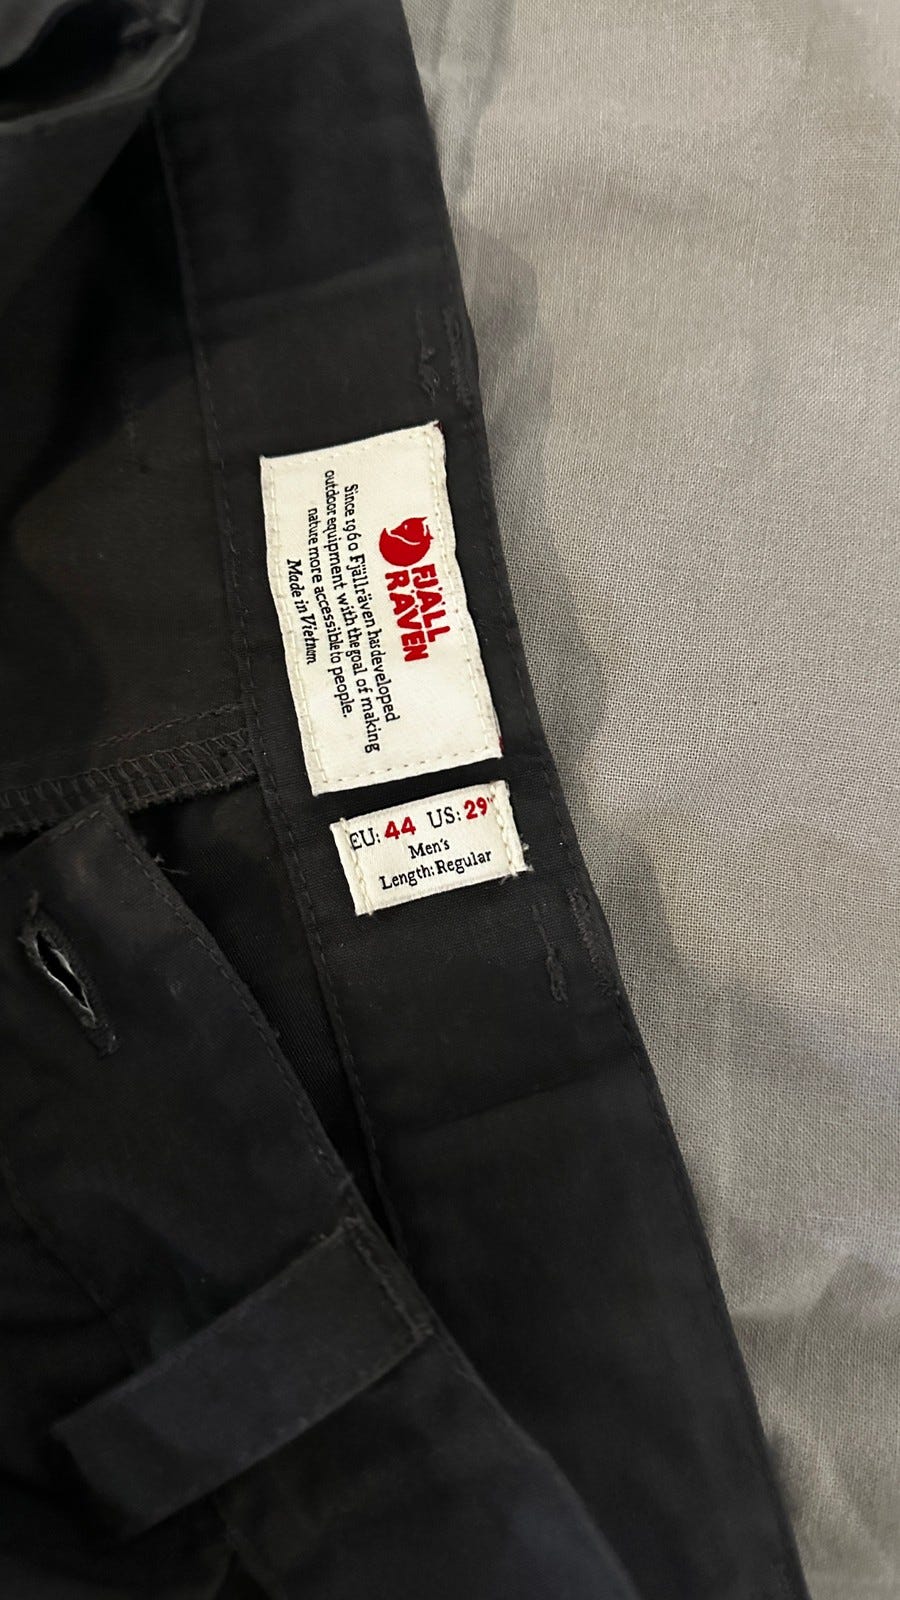 FJÄLL
RÄVEN
Since 1960 Fjällräven has developed
outdoor equipment with the goal of making
nature more accessible to people.
Made in Vietnam
EU: 44 US: 29"
Men's
Length: Regular